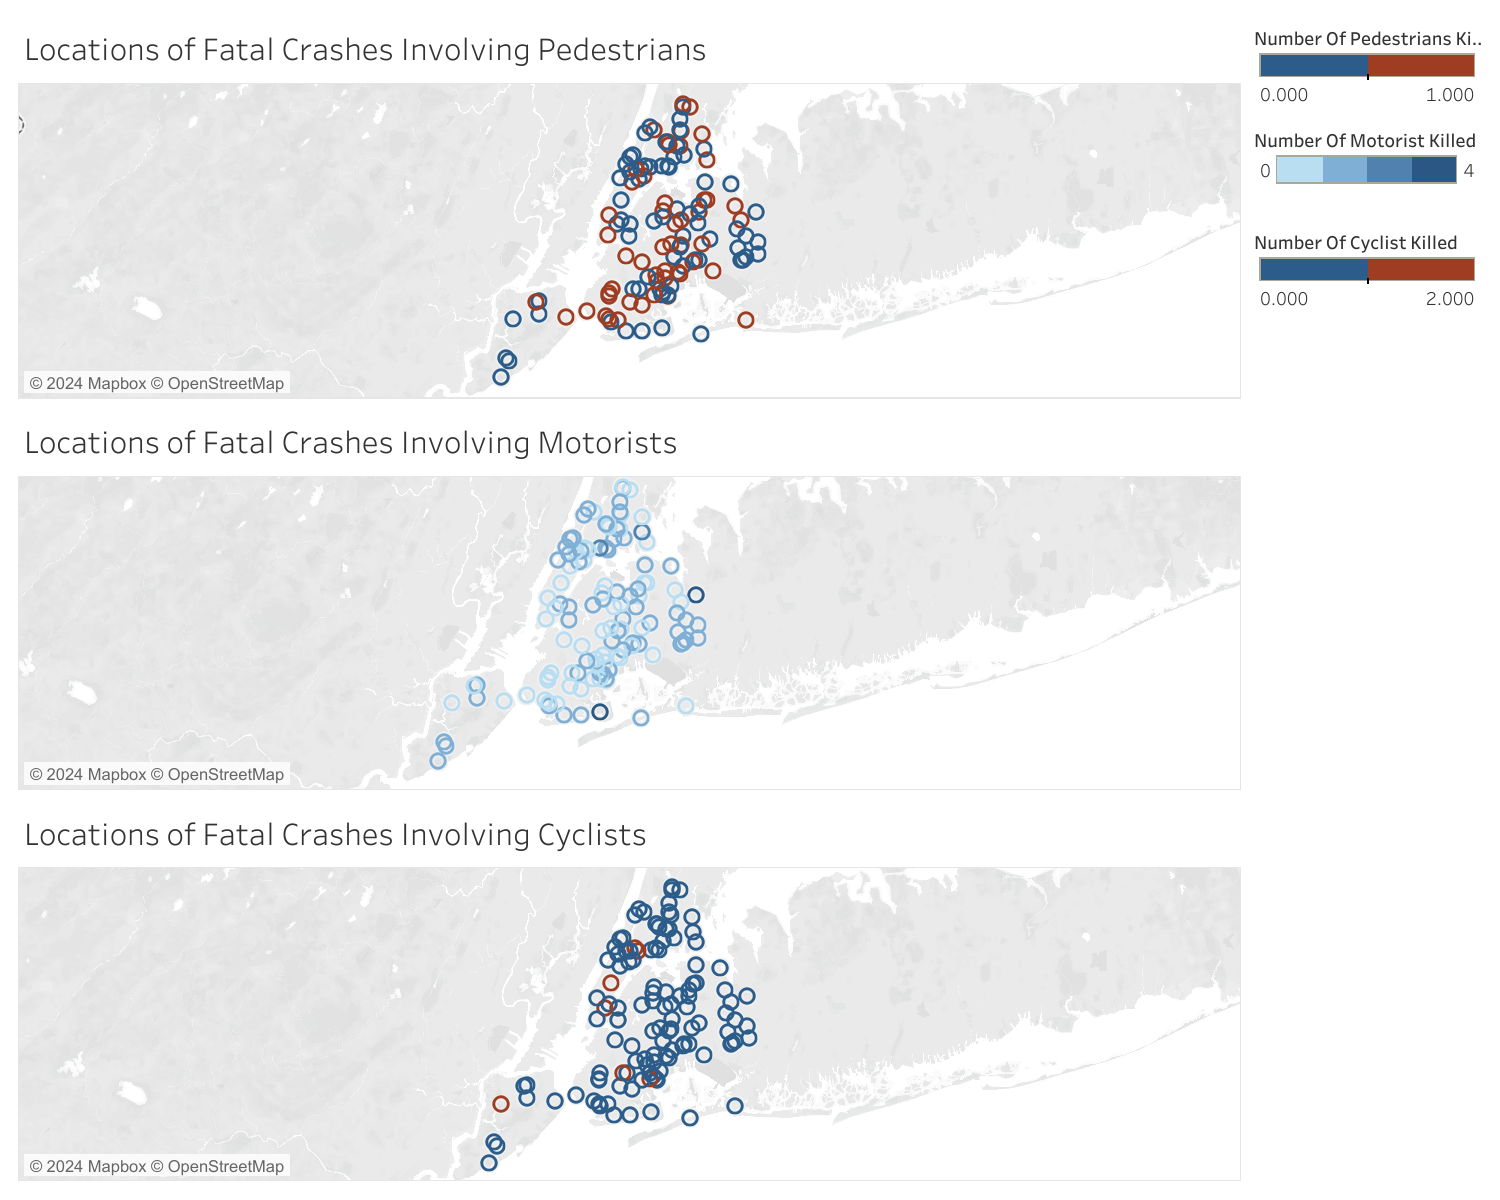 Locations of Fatal Crashes Involving Pedestrians
© 2024 Mapbox © OpenStreetMap
Locations of Fatal Crashes Involving Motorists
© 2024 Mapbox © OpenStreetMap
Locations of Fatal Crashes Involving Cyclists
© 2024 Mapbox © OpenStreetMap
Number Of Pedestrians Ki..
0.000 1.000
Number Of Motorist Killed
0 4
Number Of Cyclist Killed
0.000 2.000